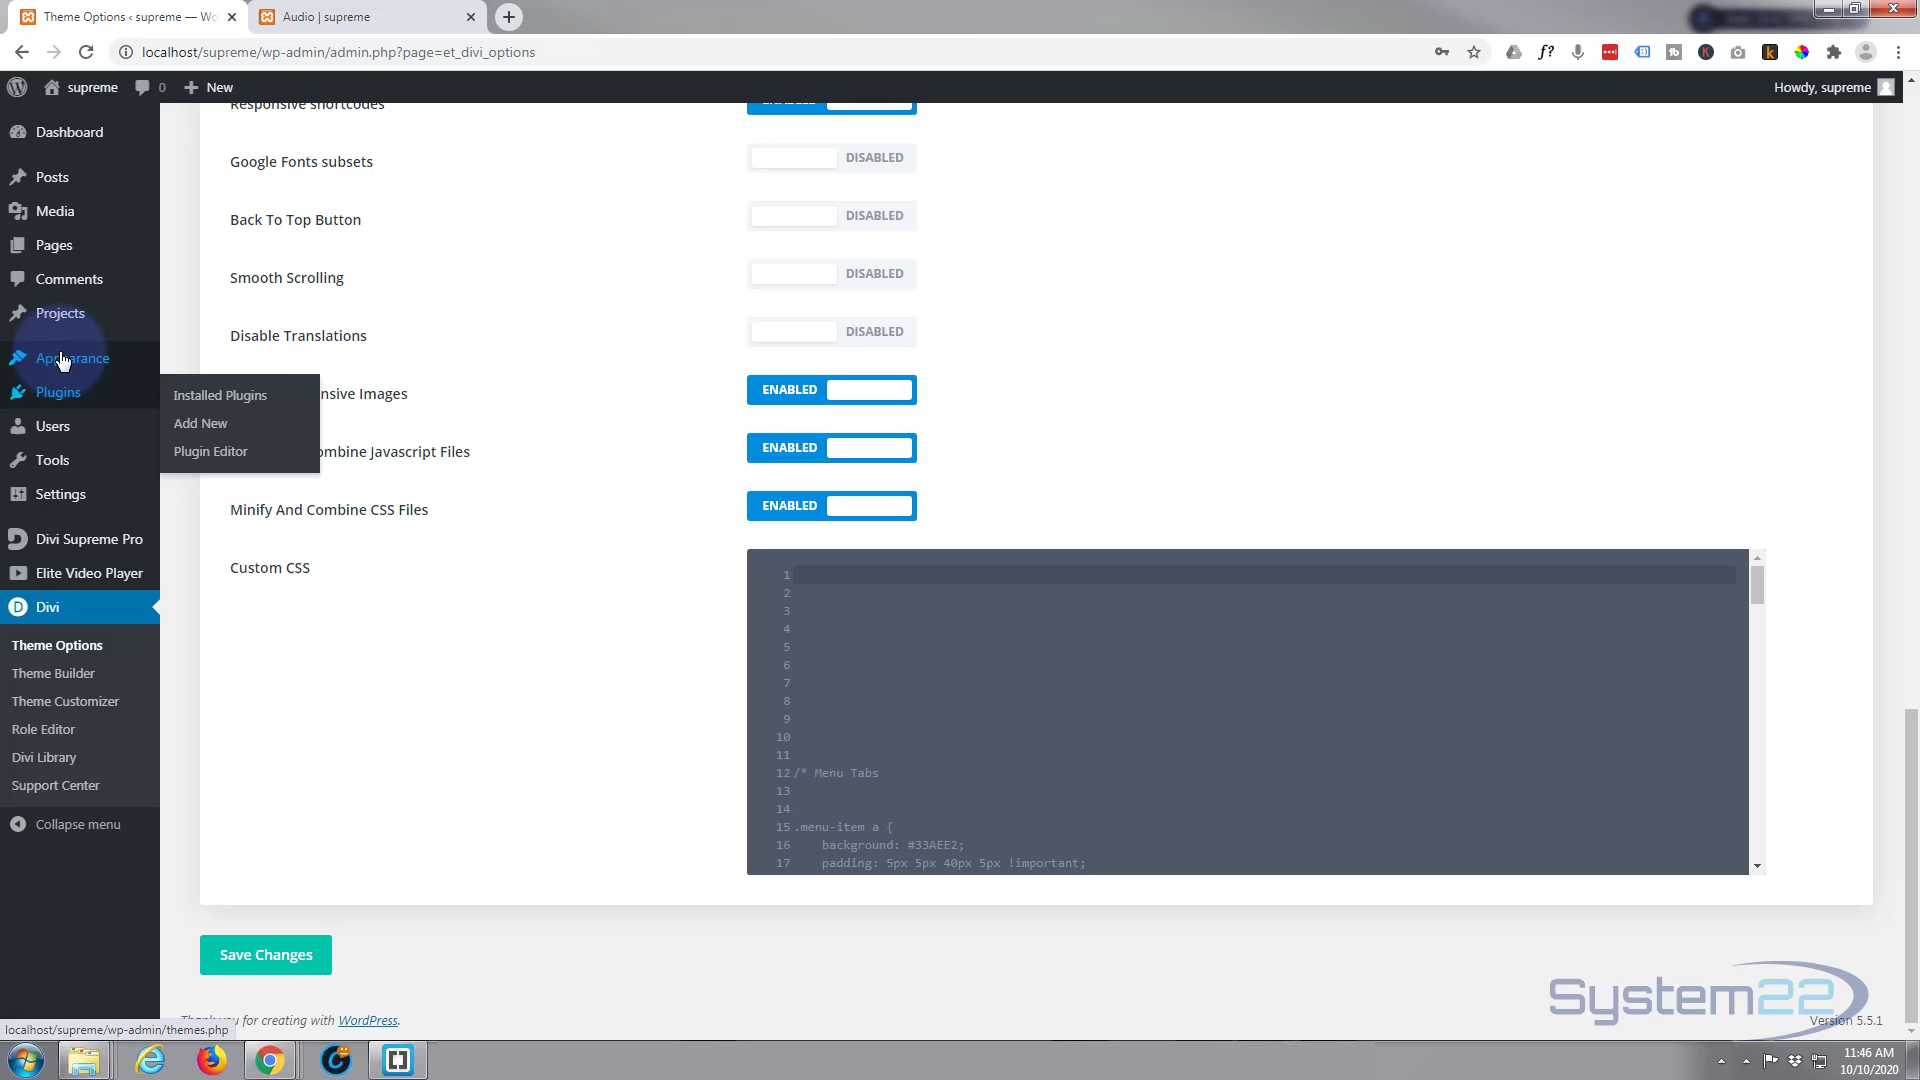 Theme Options ‹ supreme — Wo
Audio | supreme
localhost/supreme/wp-admin/admin.php?page=et_divi_options
supreme
0
New
Howdy, supreme
Dashboard
Posts
Media
Pages
Comments
Projects
Appearance
Plugins
Users
Tools
Settings
Divi Supreme Pro
Elite Video Player
Divi
Theme Options
Theme Builder
Theme Customizer
Role Editor
Divi Library
Support Center
Collapse menu
Installed Plugins
Add New
Plugin Editor
Responsive shortcodes
ENABLED
Google Fonts subsets
DISABLED
Back To Top Button
DISABLED
Smooth Scrolling
DISABLED
Disable Translations
DISABLED
nsive Images
ENABLED
ombine Javascript Files
ENABLED
Minify And Combine CSS Files
ENABLED
Custom CSS
1
2
3
4
5
6
7
8
9
10
11
12 /* Menu Tabs
13
14
15 .menu-item a {
16 background: #33AEE2;
17 padding: 5px 5px 40px 5px !important;
Save Changes
Thank you for creating with WordPress.
System22
Version 5.5.1
localhost/supreme/wp-admin/themes.php
11:46 AM
10/10/2020